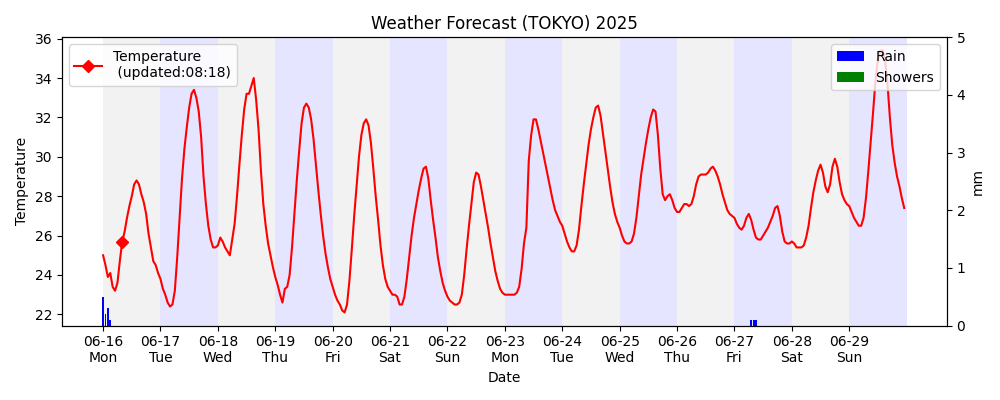 Weather Forecast (TOKYO) 2025
Temperature
(updated:08:18)
Rain
Showers
36
34
32
30
28
26
24
22
Temperature
5
4
3
2
1
0
mm
06-16 06-17 06-18 06-19 06-20 06-21 06-22 06-23 06-24 06-25 06-26 06-27 06-28 06-29
Mon Tue Wed Thu Fri Sat Sun Mon Tue Wed Thu Fri Sat Sun
Date